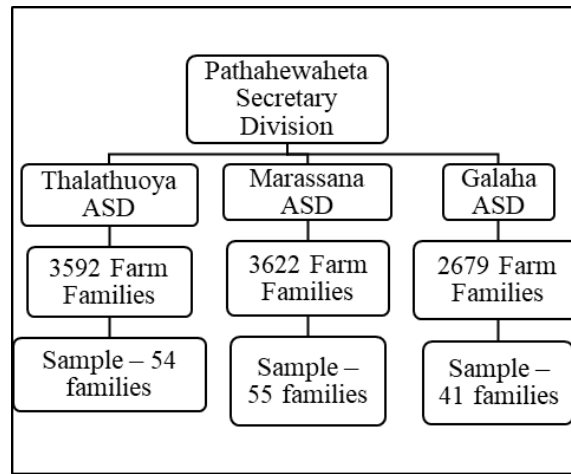 Pathahewaheta
Secretary
Division
Thalathuoya
ASD
Marassana
ASD
Galaha
ASD
3592 Farm
Families
3622 Farm
Families
2679 Farm
Families
Sample – 54
families
Sample –
55 families
Sample –
41 families